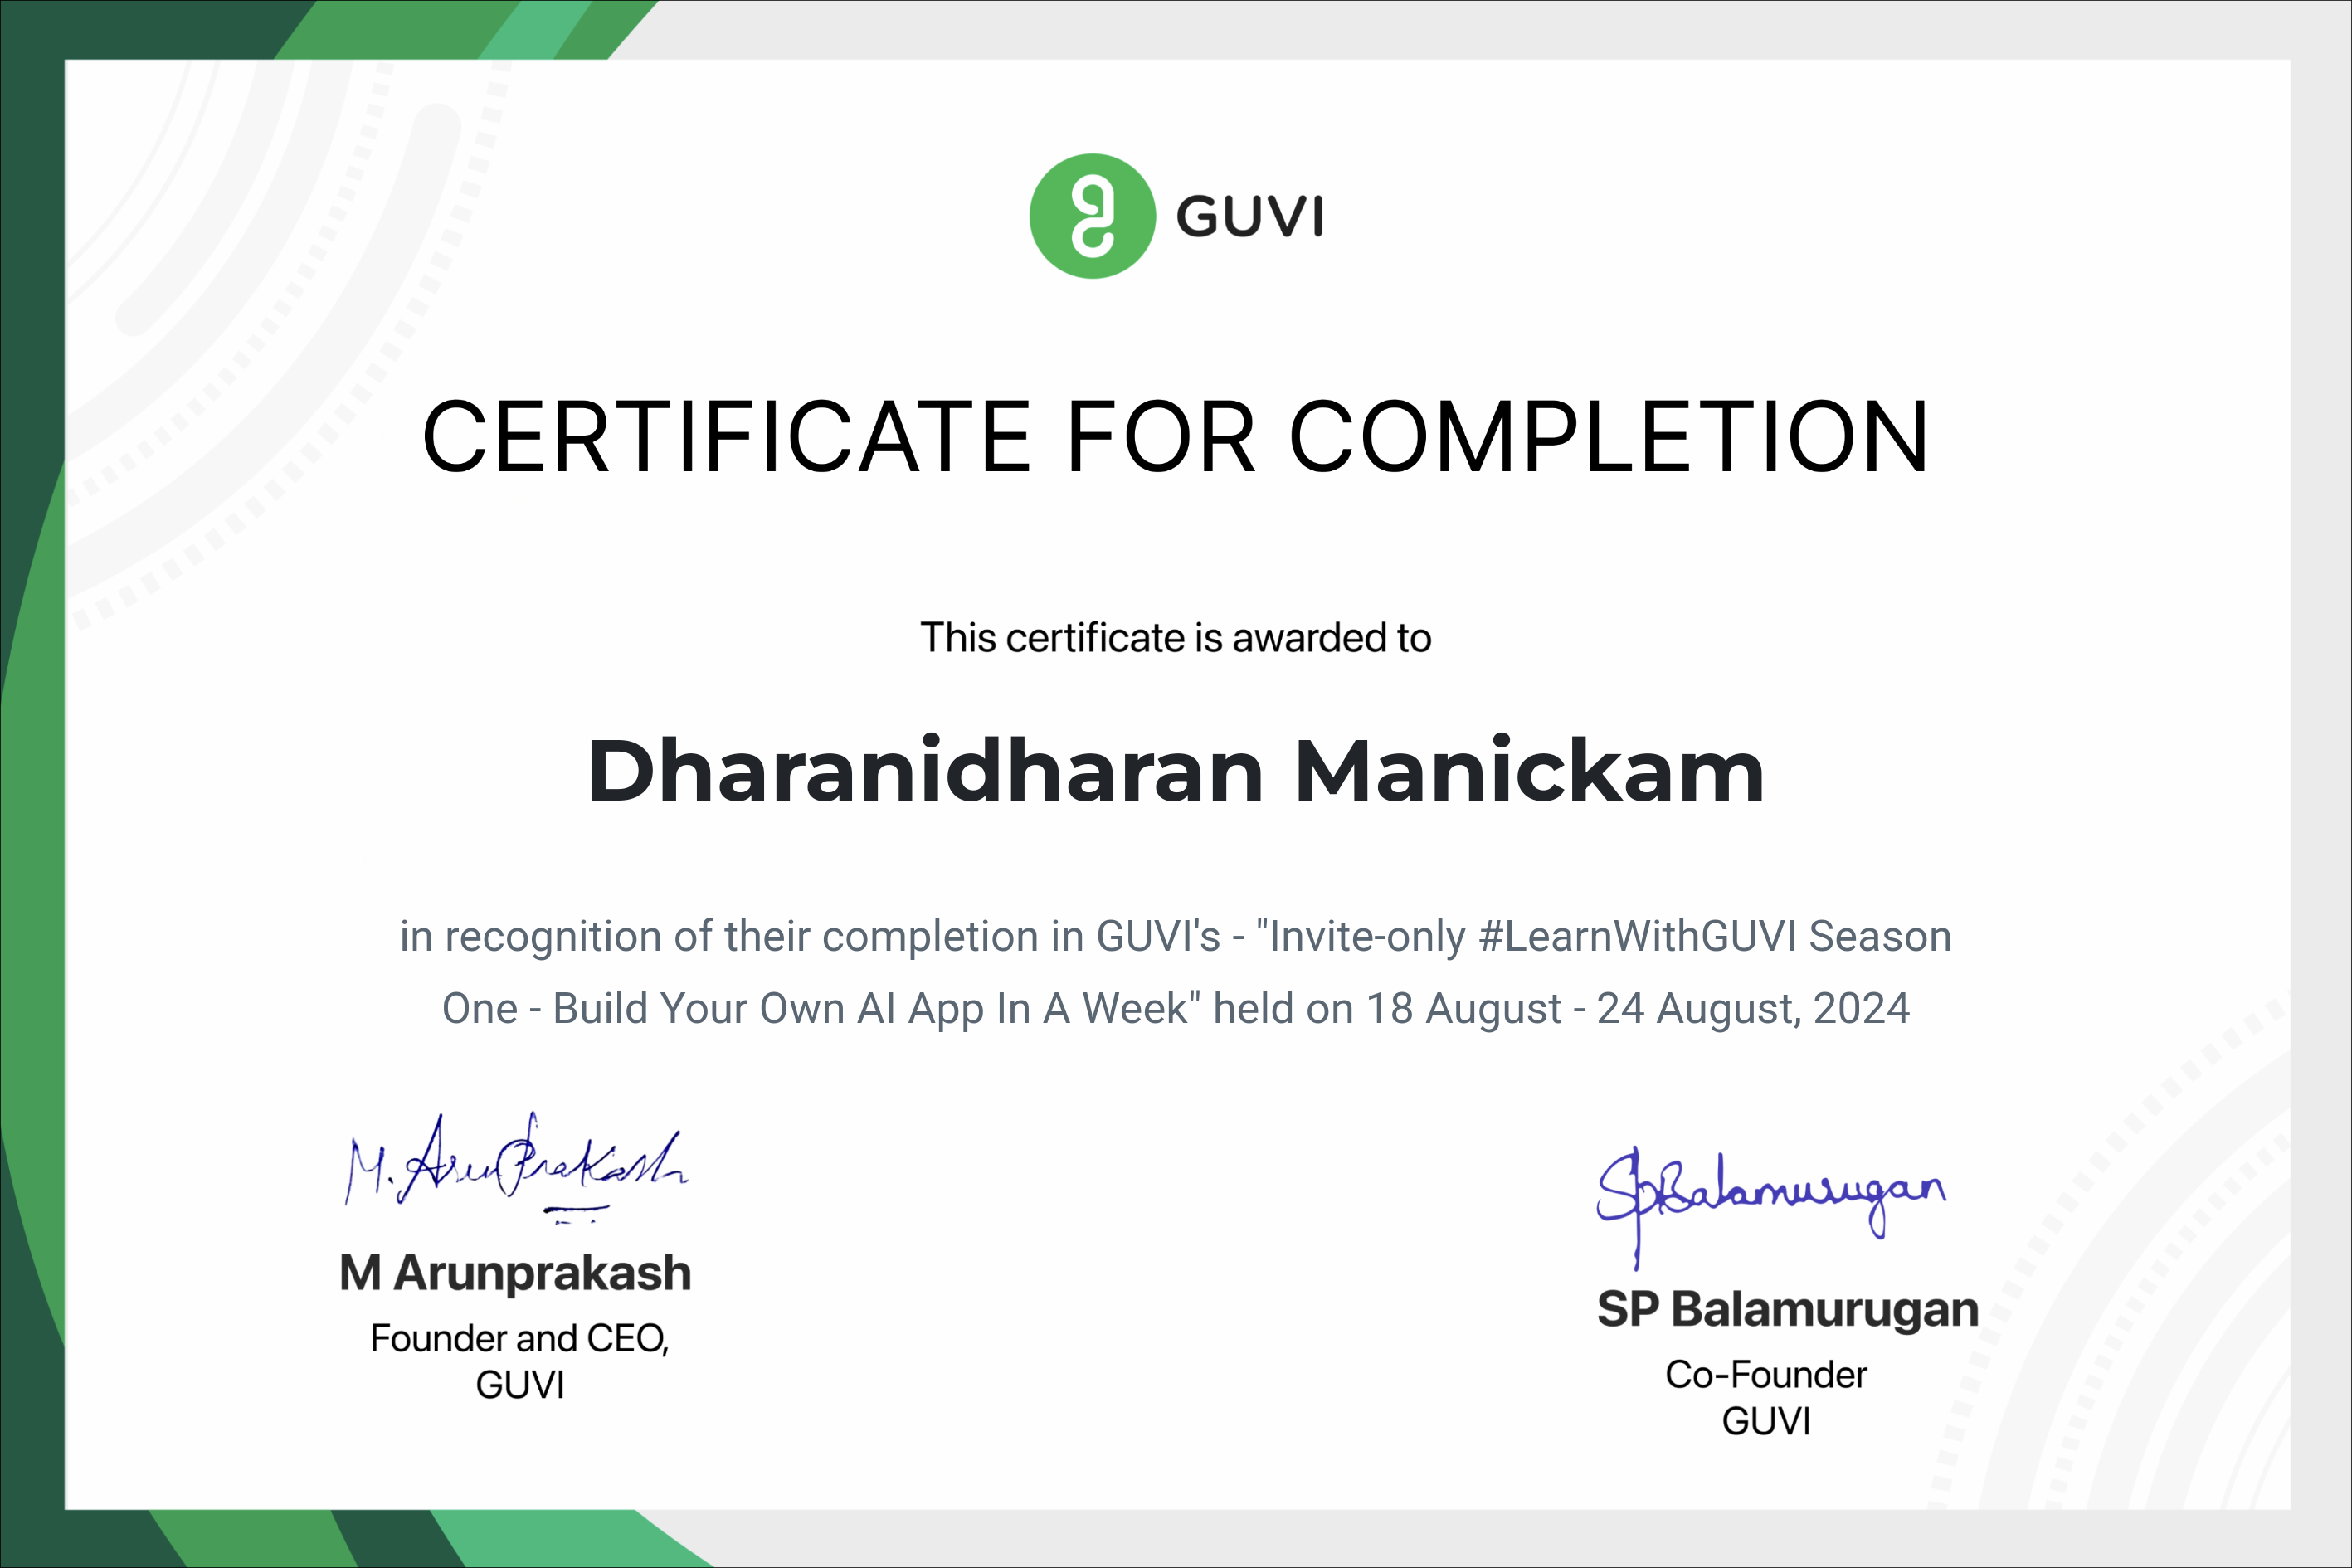 GUVI
CERTIFICATE FOR COMPLETION
This certificate is awarded to
Dharanidharan Manickam
in recognition of their completion in GUVI's - "Invite-only #LearnWithGUVI Season
One - Build Your Own AI App In A Week" held on 18 August - 24 August, 2024
M. ArunPrakash
M Arunprakash
Founder and CEO,
GUVI
SpBalamurugan
SP Balamurugan
Co-Founder
GUVI